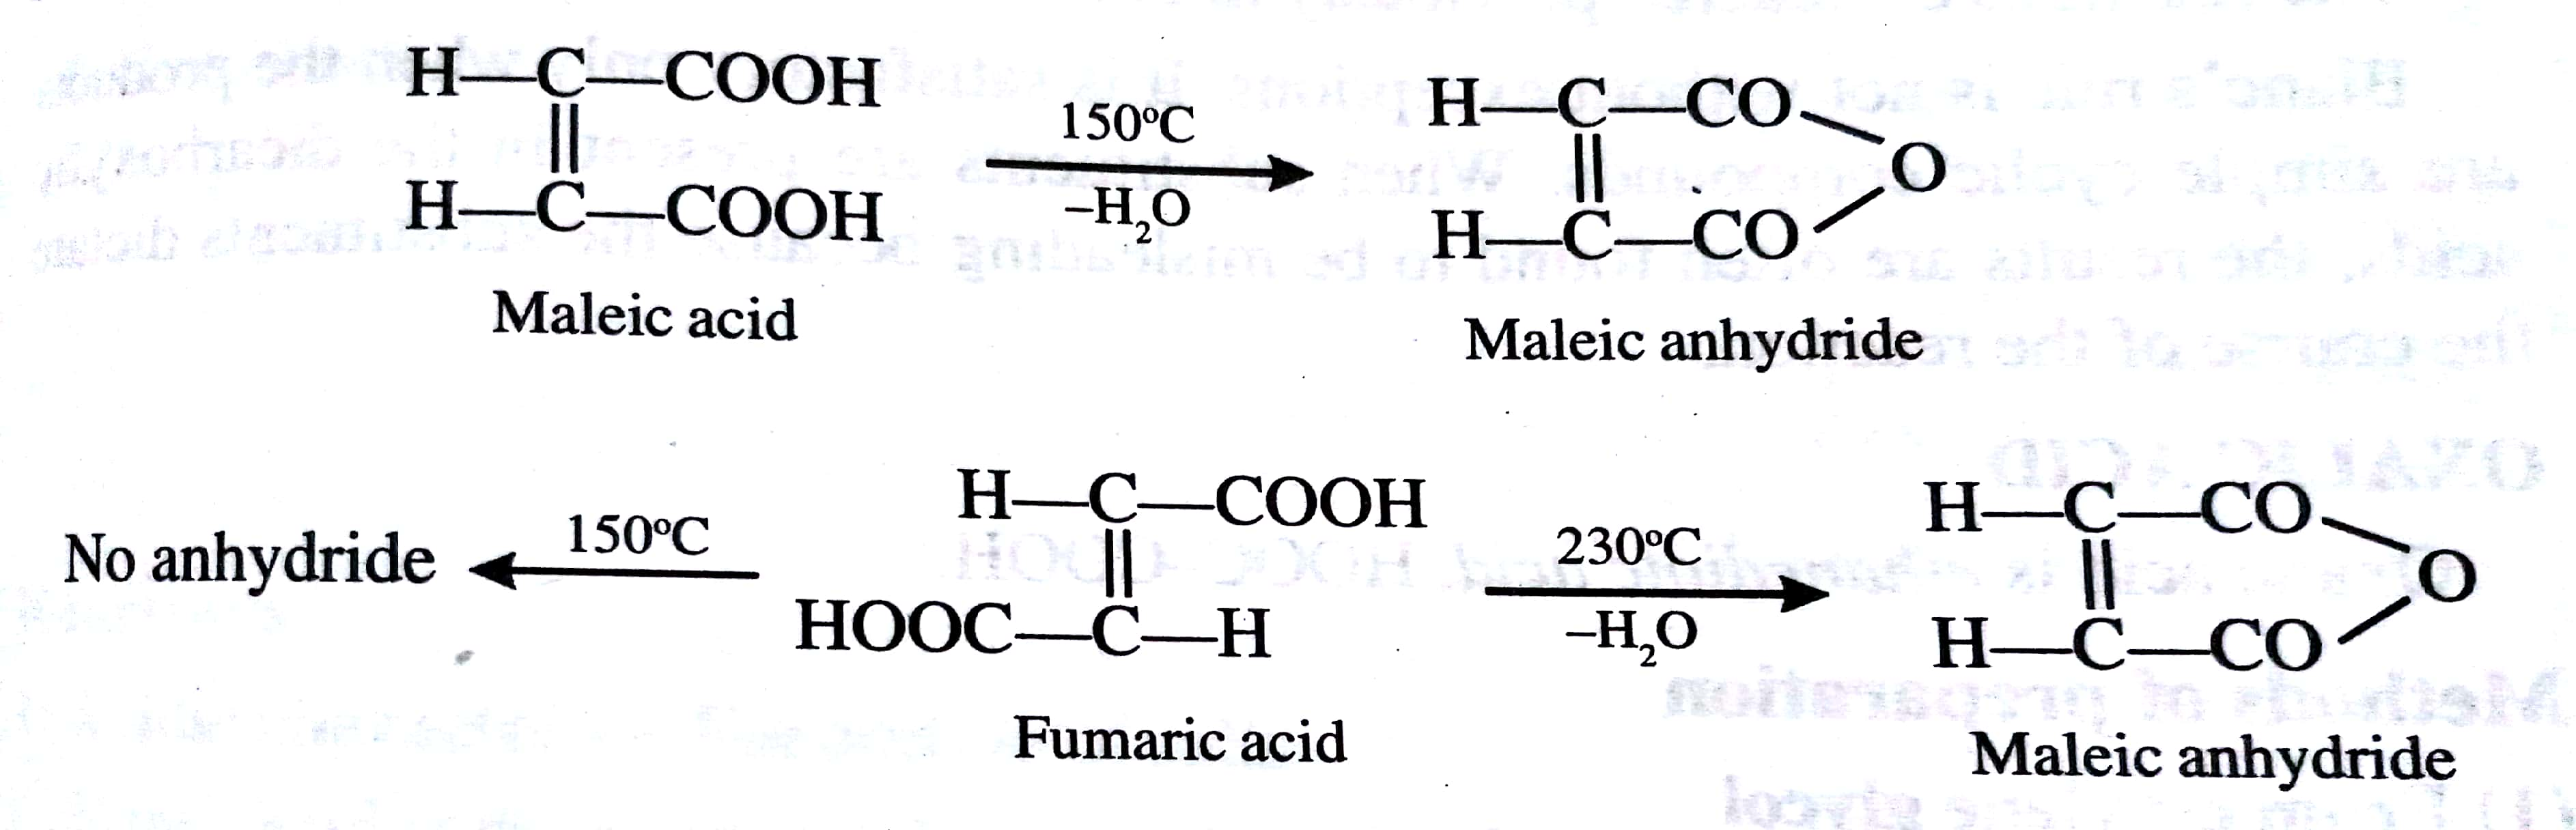 H—C—COOH
||
H—C—COOH
Maleic acid
150°C
–H₂O
H—C—CO
||
O
H—C—CO
Maleic anhydride
No anhydride
150°C
H—C—COOH
||
HOOC—C—H
Fumaric acid
230°C
–H₂O
H—C—CO
||
O
H—C—CO
Maleic anhydride